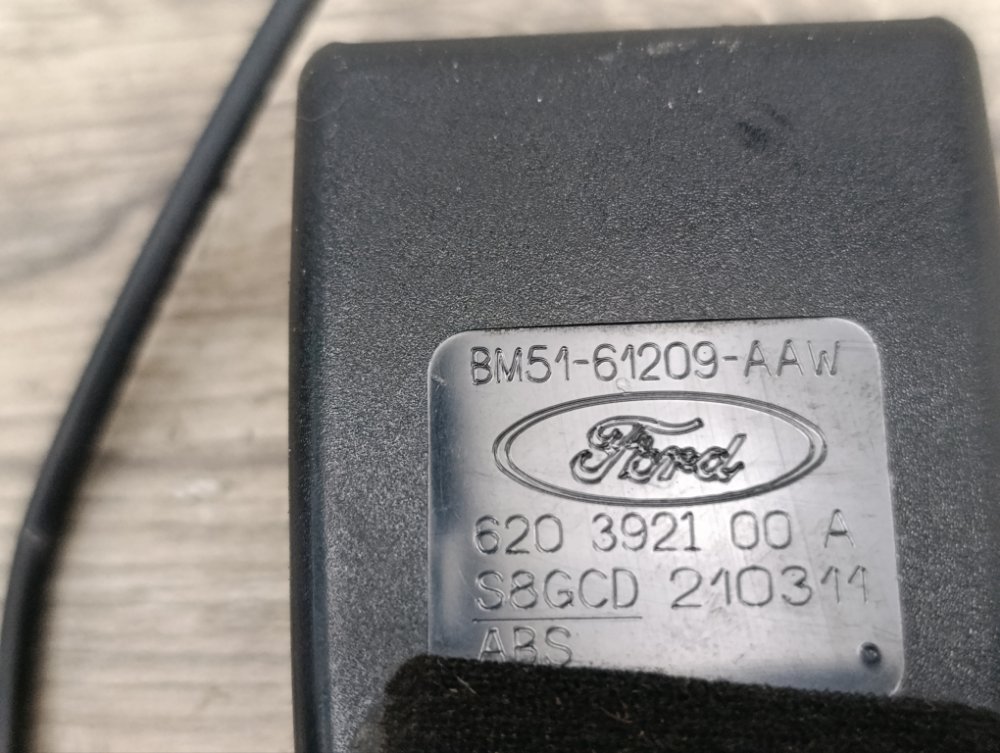 BM51-61209-AAW
Ford
620 3921 00 A
S8GCD 210311
ABS